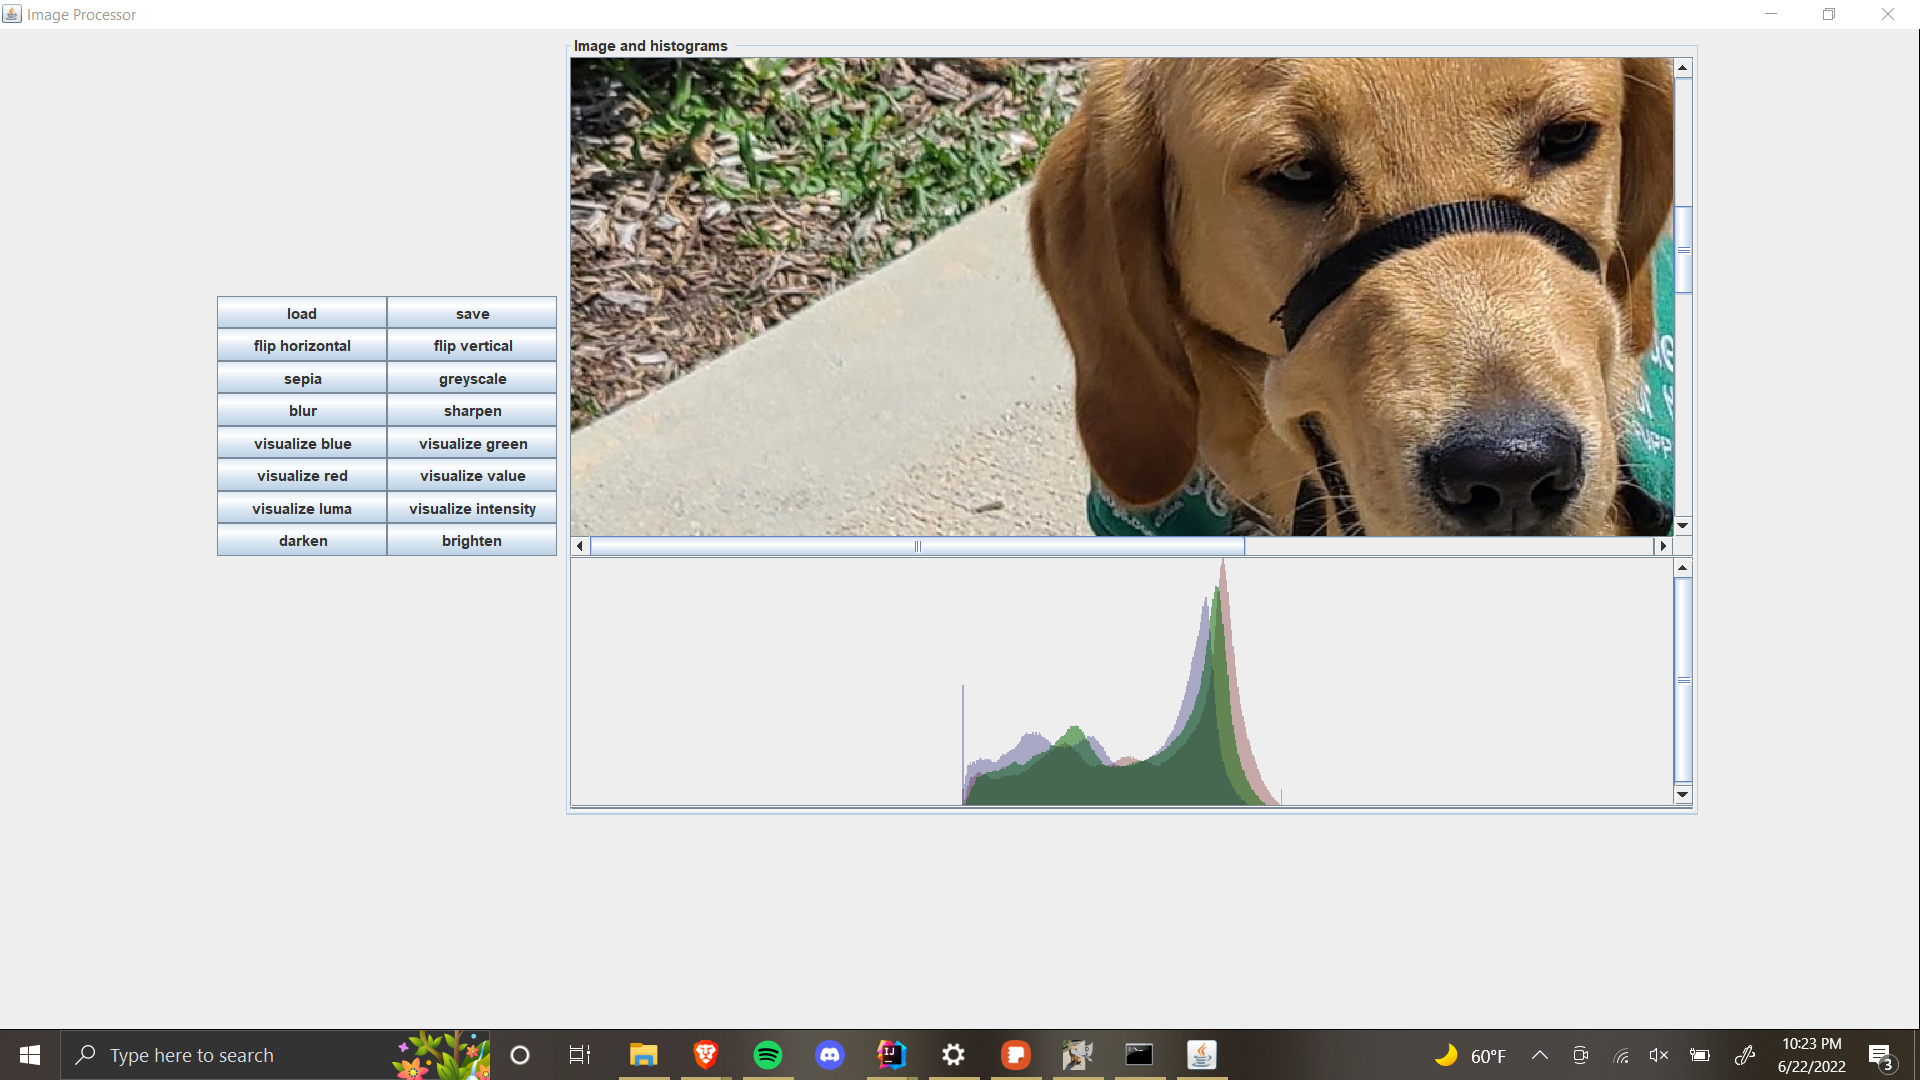 Image Processor
Image and histograms
load
save
flip horizontal
flip vertical
sepia
greyscale
blur
sharpen
visualize blue
visualize green
visualize red
visualize value
visualize luma
visualize intensity
darken
brighten
Type here to search
60°F
10:23 PM
6/22/2022
3